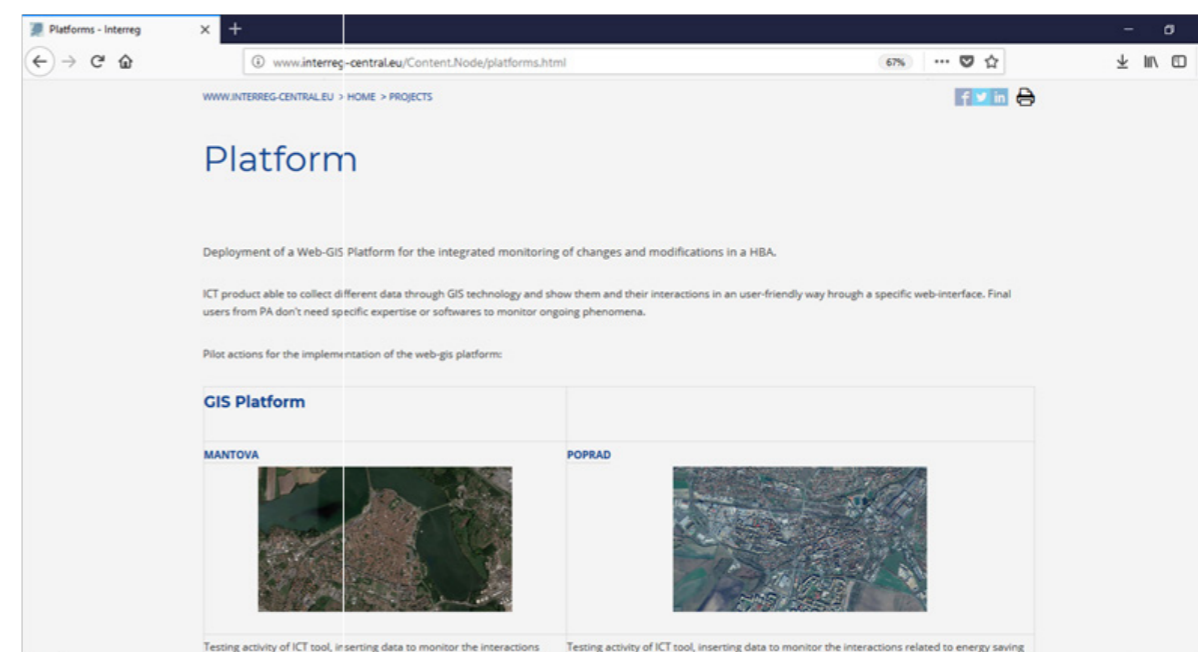 Platforms - Interreg
www.interreg-central.eu/Content.Node/platforms.html
67%
WWW.INTERREG-CENTRAL.EU > HOME > PROJECTS
f in
Platform
Deployment of a Web-GIS Platform for the integrated monitoring of changes and modifications in a HBA.
ICT product able to collect different data through GIS technology and show them and their interactions in an user-friendly way hrough a specific web-interface. Final
users from PA don't need specific expertise or softwares to monitor ongoing phenomena.
Pilot actions for the implementation of the web-gis platform:
GIS Platform
MANTOVA
POPRAD
Testing activity of ICT tool, inserting data to monitor the interactions
Testing activity of ICT tool, inserting data to monitor the interactions related to energy saving